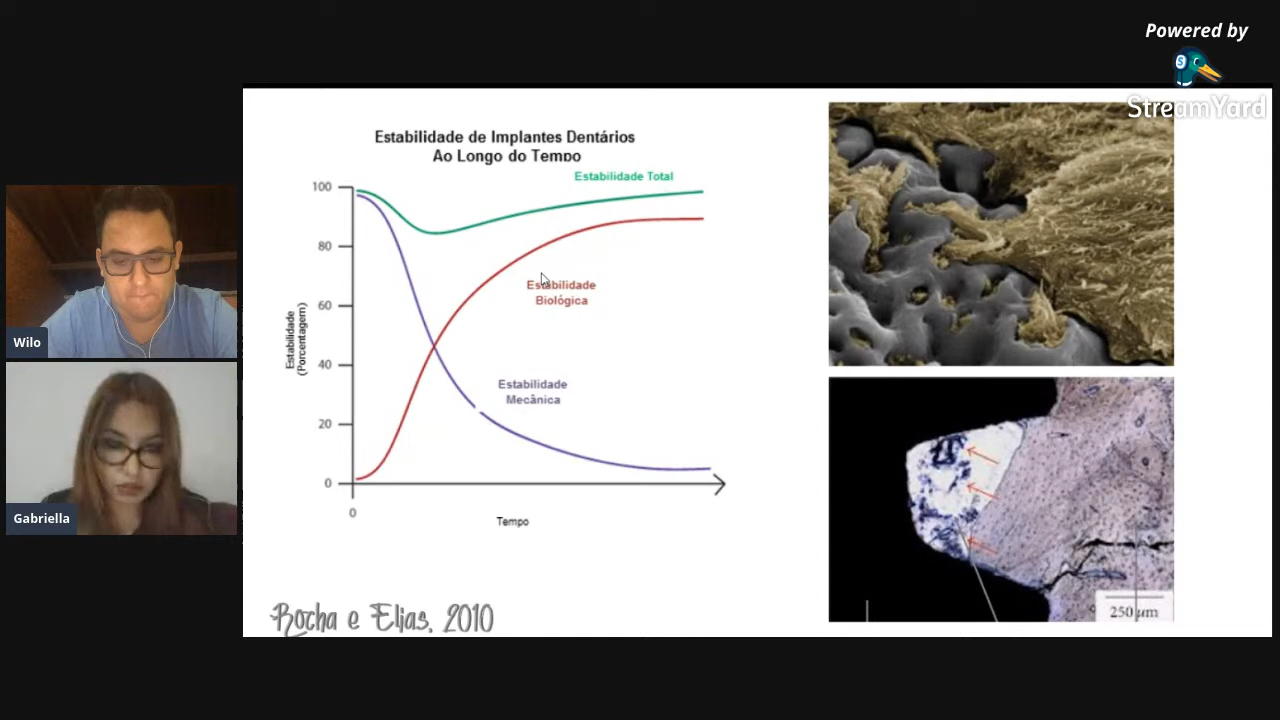 Powered by
StreamYard
Wilo
Gabriella
Estabilidade de Implantes Dentários
Ao Longo do Tempo
Estabilidade Total
Estabilidade
Biológica
Estabilidade
Mecânica
Estabilidade
(Porcentagem)
100
80
60
40
20
0
0
Tempo
Rocha e Elias, 2010
250 µm